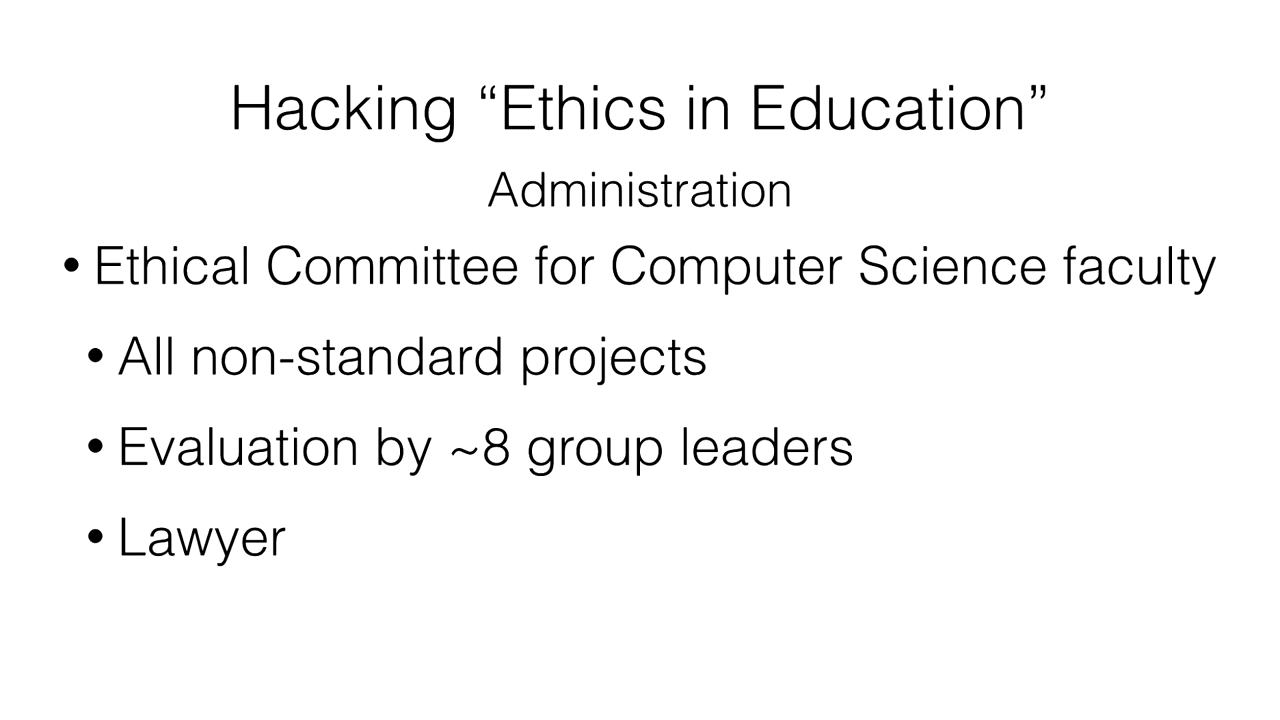 Hacking “Ethics in Education”
Administration
• Ethical Committee for Computer Science faculty
• All non-standard projects
• Evaluation by ~8 group leaders
• Lawyer